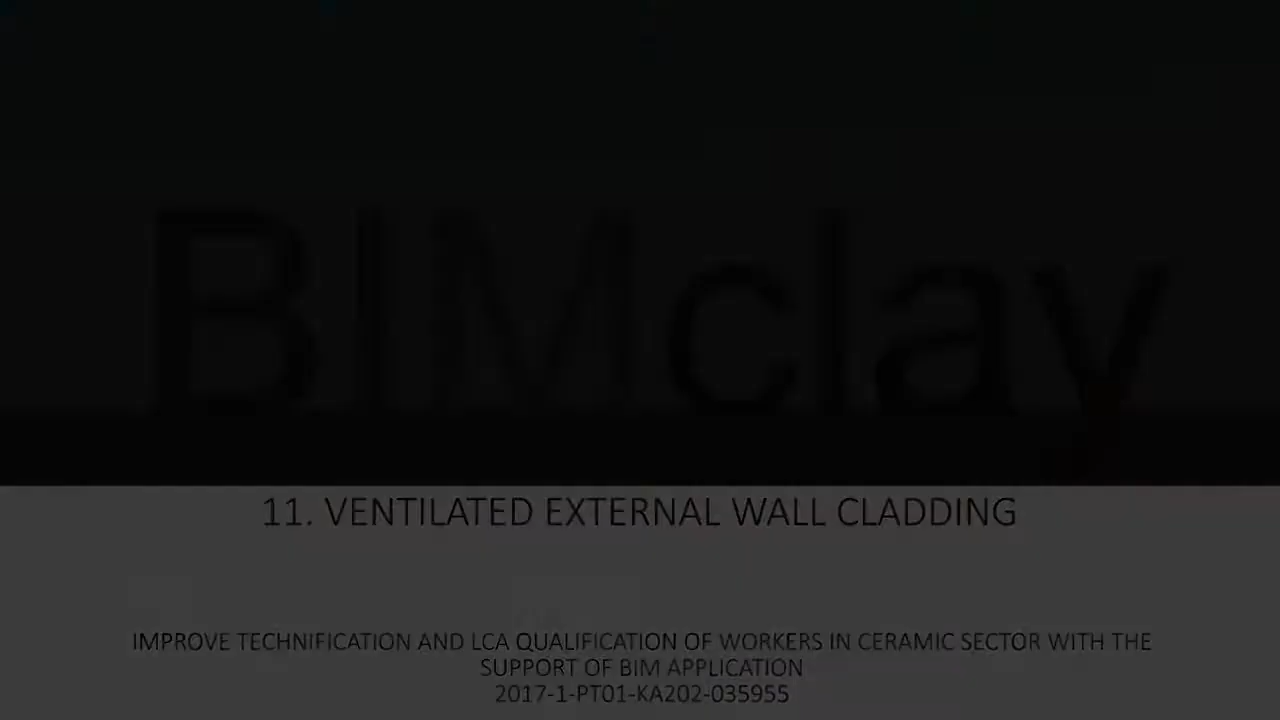 BIMclay
11. VENTILATED EXTERNAL WALL CLADDING
IMPROVE TECHNIFICATION AND LCA QUALIFICATION OF WORKERS IN CERAMIC SECTOR WITH THE
SUPPORT OF BIM APPLICATION
2017-1-PT01-KA202-035955